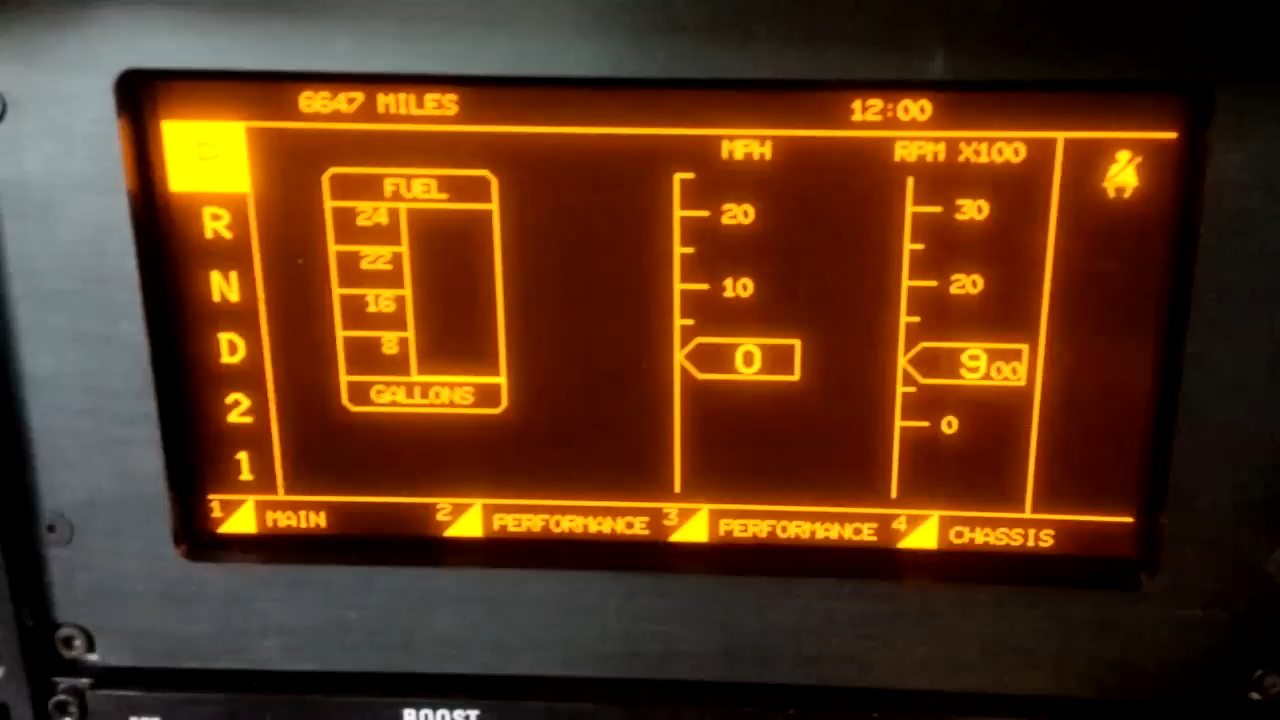 6647 MILES 12:00
MPH RPM X100
P
R
N
D
2
1
FUEL
24
22
16
8
GALLONS
20
10
0
30
20
900
0
1 MAIN 2 PERFORMANCE 3 PERFORMANCE 4 CHASSIS
BOOST